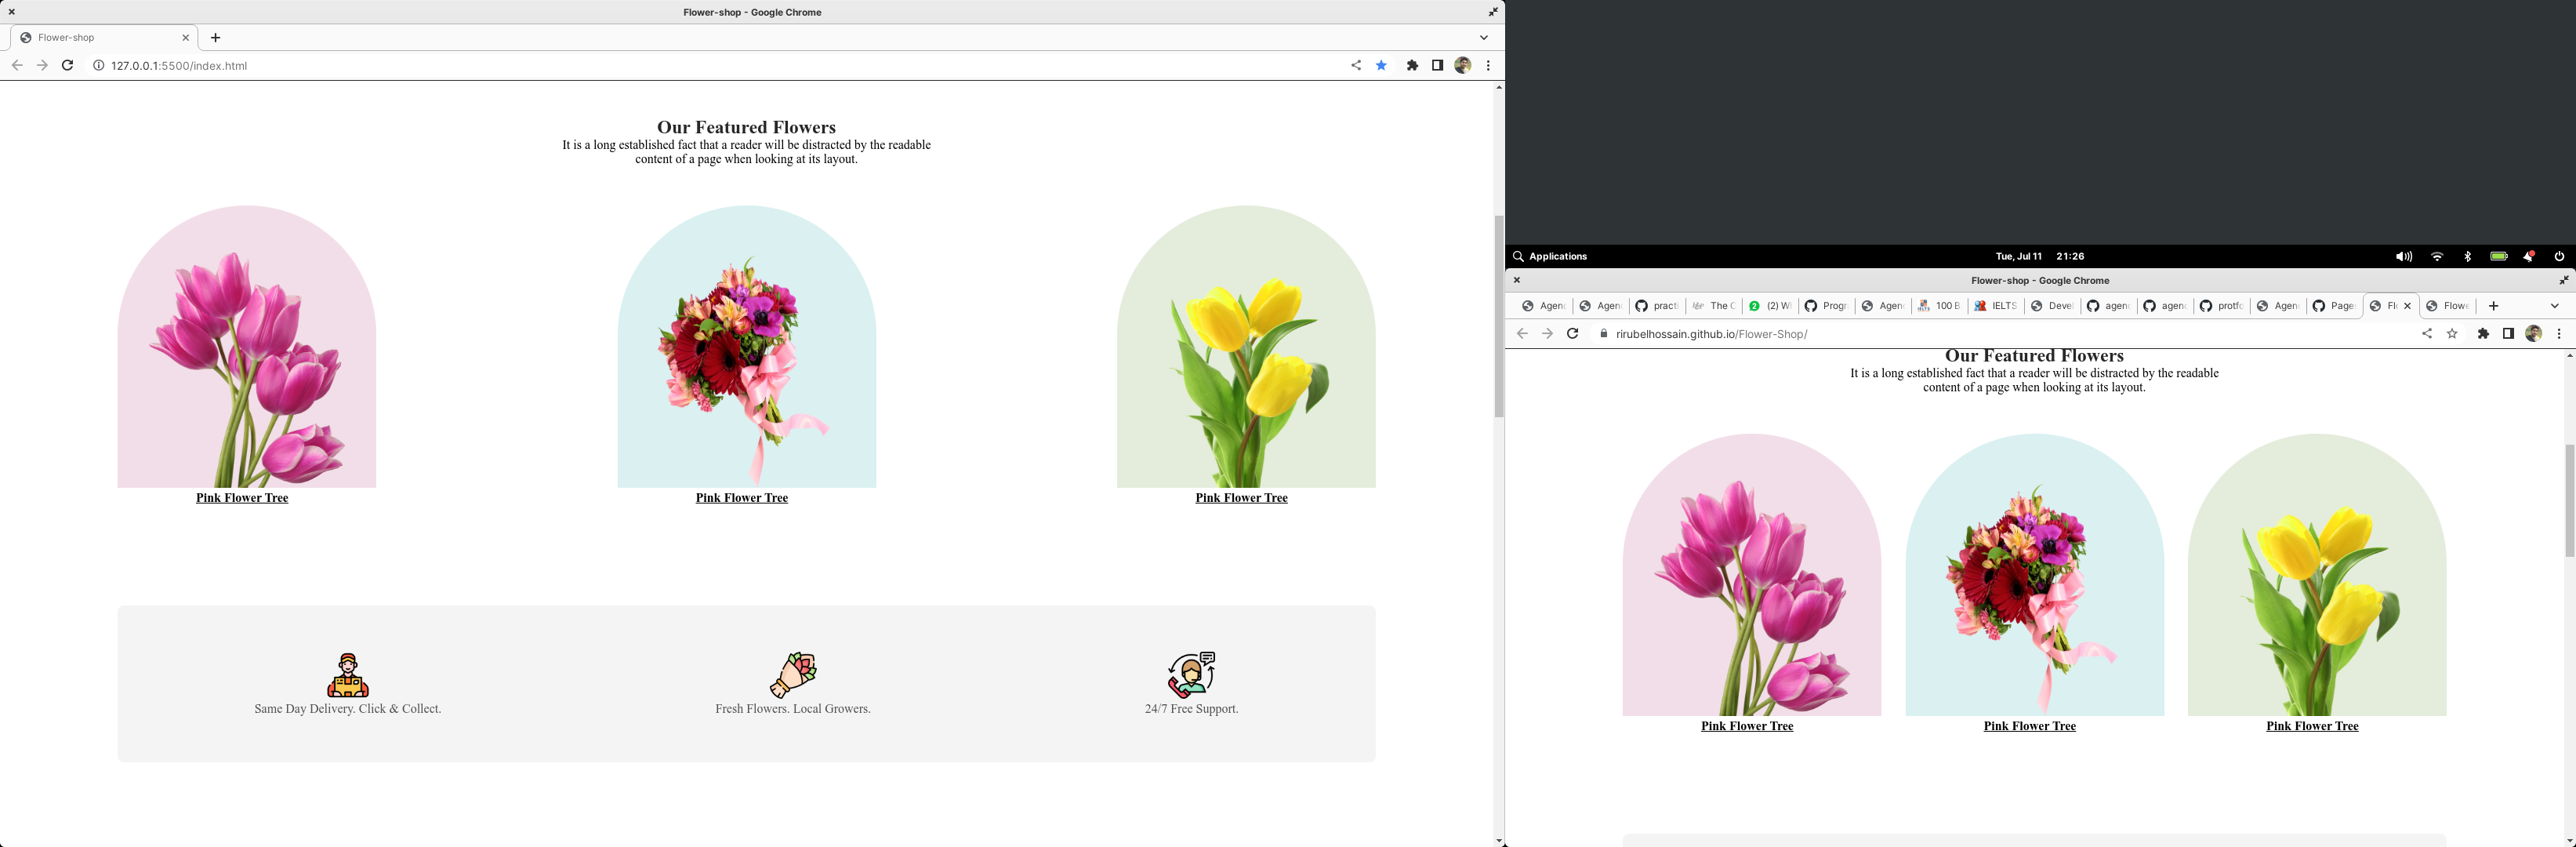 Flower-shop - Google Chrome
Flower-shop
127.0.0.1:5500/index.html
Our Featured Flowers
It is a long established fact that a reader will be distracted by the readable
content of a page when looking at its layout.
Pink Flower Tree
Pink Flower Tree
Pink Flower Tree
Same Day Delivery. Click & Collect.
Fresh Flowers. Local Growers.
24/7 Free Support.
Applications
Tue, Jul 11 21:26
Flower-shop - Google Chrome
Agen
Agen
practi
The C
(2) W
Progr
Agen
100 B
IELTS
Devel
agen
agen
protfo
Agen
Page
Fl
Flowe
rirubelhossain.github.io/Flower-Shop/
Our Featured Flowers
It is a long established fact that a reader will be distracted by the readable
content of a page when looking at its layout.
Pink Flower Tree
Pink Flower Tree
Pink Flower Tree